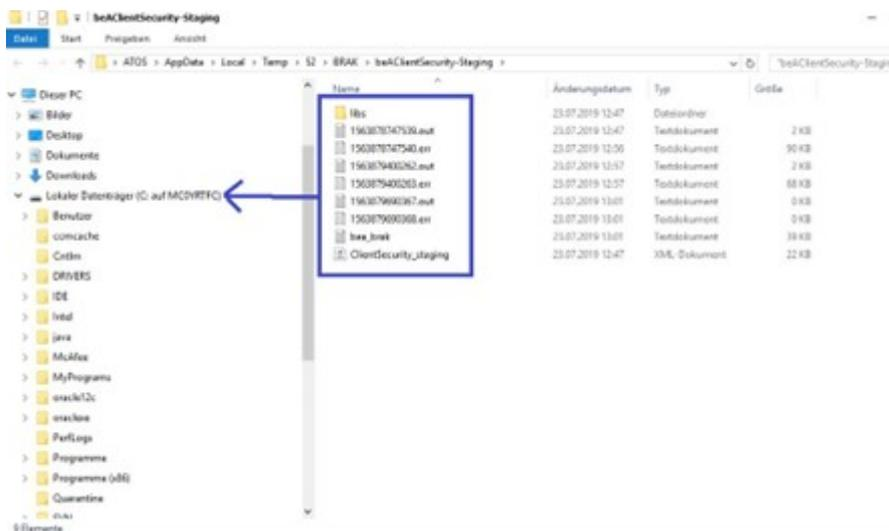 beAClientSecurity-Staging
Datei Start Freigeben Ansicht
› ATOS › AppData › Local › Temp › S2 › BRAK › beAClientSecurity-Staging ›
Name Änderungsdatum Typ Größe
Dieser PC
Bilder
Desktop
Dokumente
Downloads
Lokaler Datenträger (C: auf
Benutzer
comcache
Cntlm
DRIVERS
IDE
Intel
java
McAfee
MyPrograms
oracle12c
oraclexe
PerfLogs
Programme
Programme (x86)
Quarantine
libs 23.07.2019 12:47 Dateiordner
1563878747539.out 23.07.2019 12:47 Textdokument 2 KB
1563878747540.err 23.07.2019 12:56 Textdokument 90 KB
1563879400262.out 23.07.2019 12:57 Textdokument 2 KB
1563879400263.err 23.07.2019 12:57 Textdokument 68 KB
1563879690367.out 23.07.2019 13:01 Textdokument 0 KB
1563879690368.err 23.07.2019 13:01 Textdokument 0 KB
bea_brak 23.07.2019 13:01 Textdokument 39 KB
ClientSecurity_staging 23.07.2019 12:47 XML-Dokument 22 KB
9 Elemente